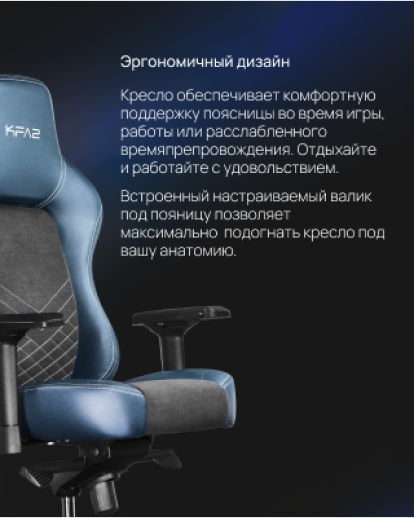 Эргономичный дизайн
Кресло обеспечивает комфортную
поддержку поясницы во время игры,
работы или расслабленного
времяпрепровождения. Отдыхайте
и работайте с удовольствием.
Встроенный настраиваемый валик
под пояницу позволяет
максимально  подогнать кресло под
вашу анатомию.
KFA2